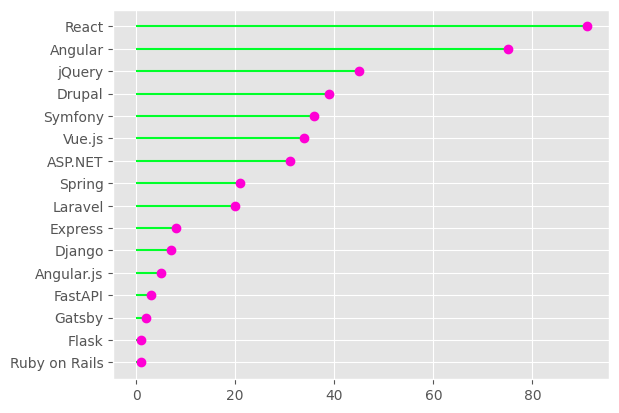 React
Angular
jQuery
Drupal
Symfony
Vue.js
ASP.NET
Spring
Laravel
Express
Django
Angular.js
FastAPI
Gatsby
Flask
Ruby on Rails
0 20 40 60 80